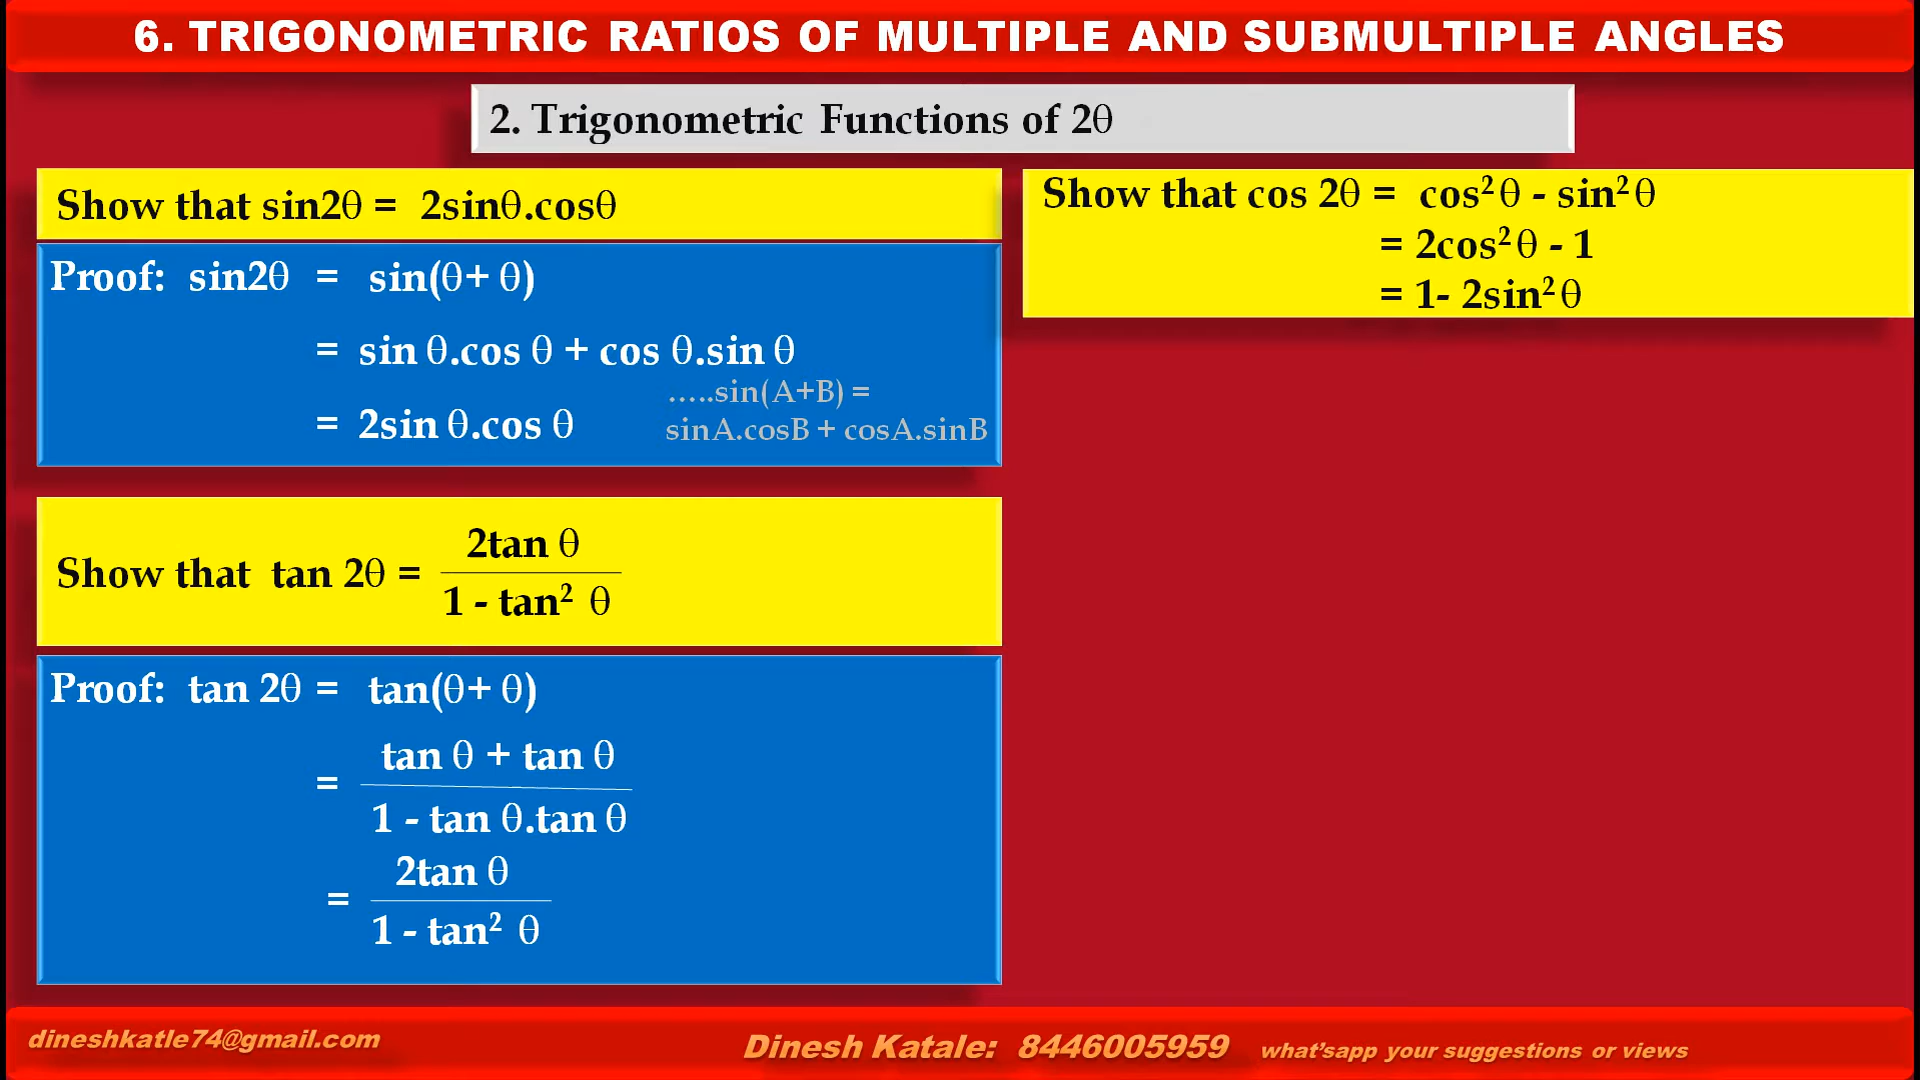 6. TRIGONOMETRIC RATIOS OF MULTIPLE AND SUBMULTIPLE ANGLES
2. Trigonometric Functions of 2θ
Show that sin2θ = 2sinθ.cosθ
Proof: sin2θ = sin(θ+ θ)
= sin θ.cos θ + cos θ.sin θ
…..sin(A+B) =
= 2sin θ.cos θ sinA.cosB + cosA.sinB
Show that tan 2θ = 2tan θ / 1 - tan² θ
Proof: tan 2θ = tan(θ+ θ)
= tan θ + tan θ / 1 - tan θ.tan θ
= 2tan θ / 1 - tan² θ
Show that cos 2θ = cos²θ - sin²θ
= 2cos²θ - 1
= 1- 2sin²θ
dineshkatle74@gmail.com
Dinesh Katale: 8446005959 what'sapp your suggestions or views